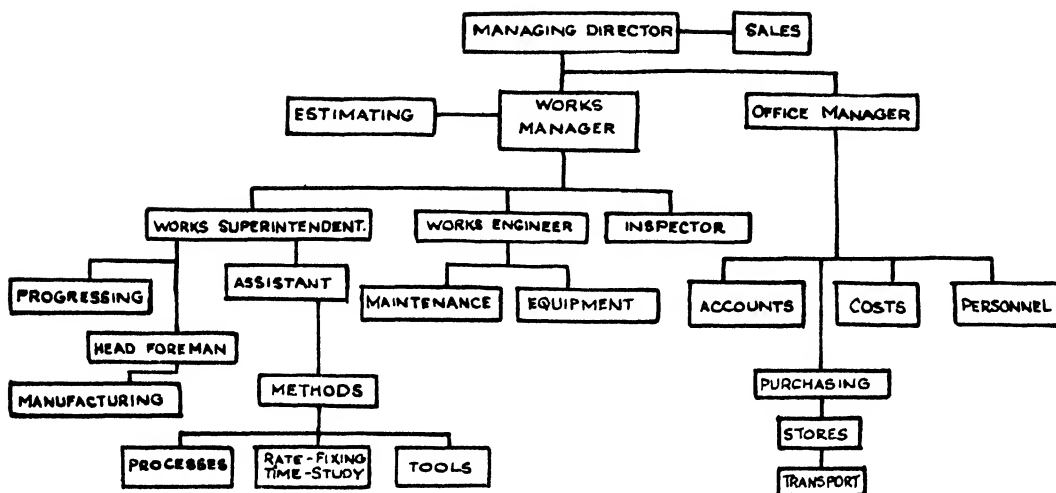 MANAGING DIRECTOR
SALES
ESTIMATING
WORKS
MANAGER
OFFICE MANAGER
WORKS SUPERINTENDENT.
WORKS ENGINEER
INSPECTOR
PROGRESSING
ASSISTANT
MAINTENANCE
EQUIPMENT
ACCOUNTS
COSTS
PERSONNEL
HEAD FOREMAN
MANUFACTURING
METHODS
PURCHASING
STORES
PROCESSES
RATE-FIXING
TIME-STUDY
TOOLS
TRANSPORT